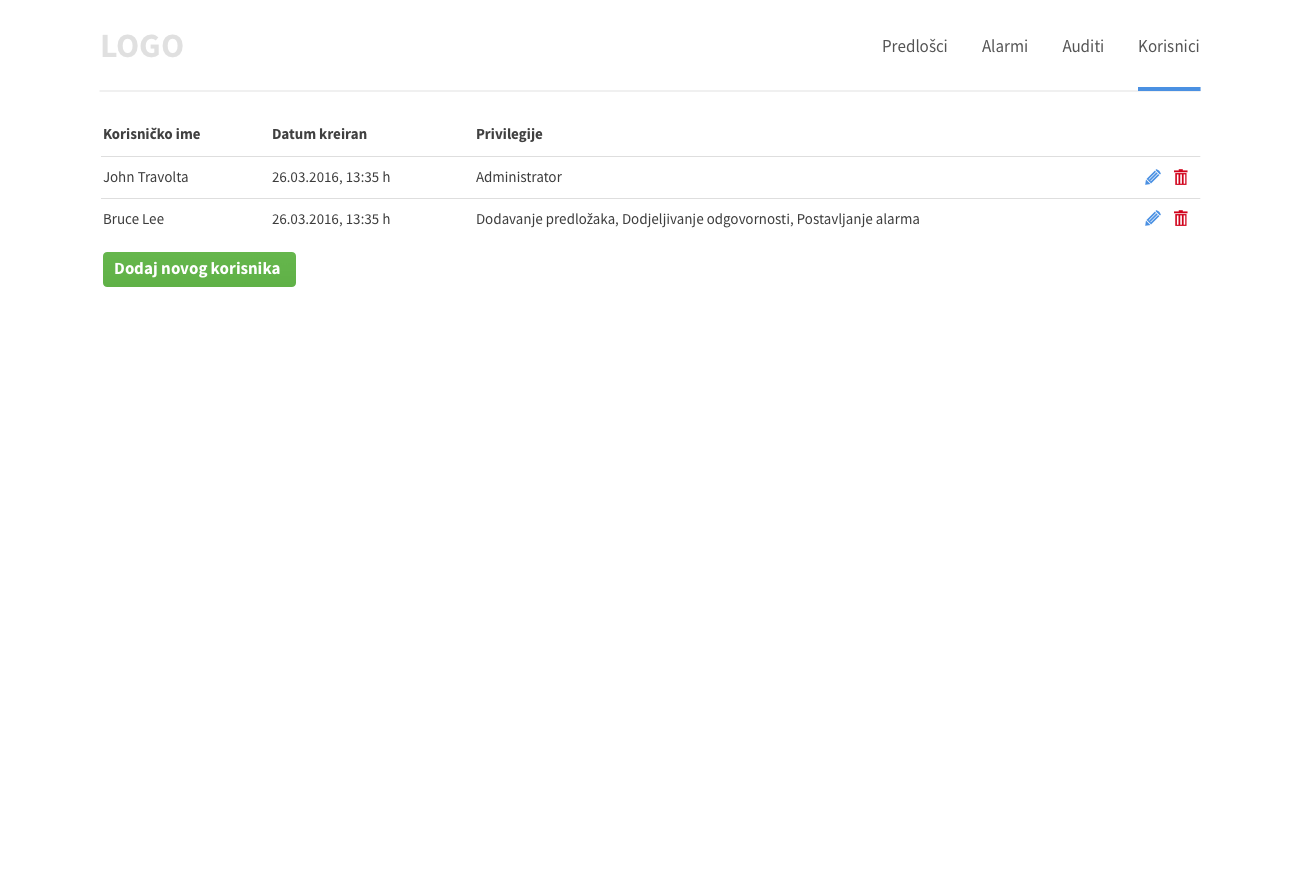 LOGO
Predlošci Alarmi Auditi Korisnici
Korisničko ime Datum kreiran Privilegije
John Travolta 26.03.2016, 13:35 h Administrator
Bruce Lee 26.03.2016, 13:35 h Dodavanje predložaka, Dodjeljivanje odgovornosti, Postavljanje alarma
Dodaj novog korisnika